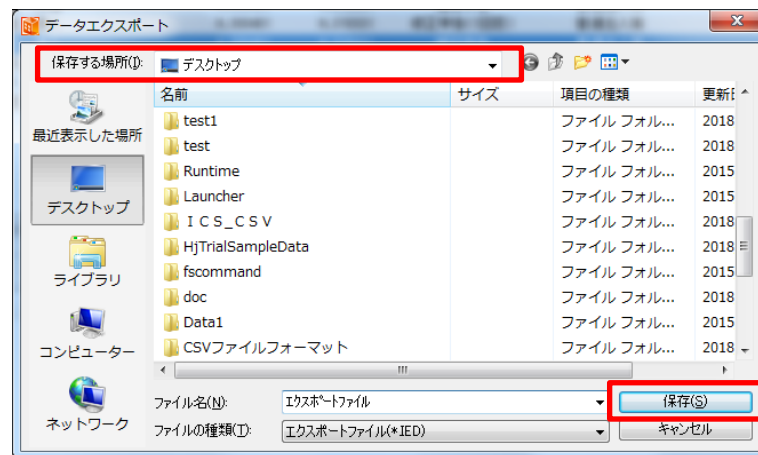 データエクスポート
保存する場所(I):
デスクトップ
名前 サイズ 項目の種類 更新
test1 ファイル フォル... 2018
test ファイル フォル... 2018
Runtime ファイル フォル... 2015
Launcher ファイル フォル... 2015
ＩＣＳ_ＣＳＶ ファイル フォル... 2018
HjTrialSampleData ファイル フォル... 2018
fscommand ファイル フォル... 2015
doc ファイル フォル... 2018
Data1 ファイル フォル... 2015
CSVファイルフォーマット ファイル フォル... 2018
最近表示した場所
デスクトップ
ライブラリ
コンピューター
ネットワーク
ファイル名(N): ｴｸｽﾎﾟｰﾄﾌｧｲﾙ 保存(S)
ファイルの種類(T): ｴｸｽﾎﾟｰﾄﾌｧｲﾙ(*IED) キャンセル